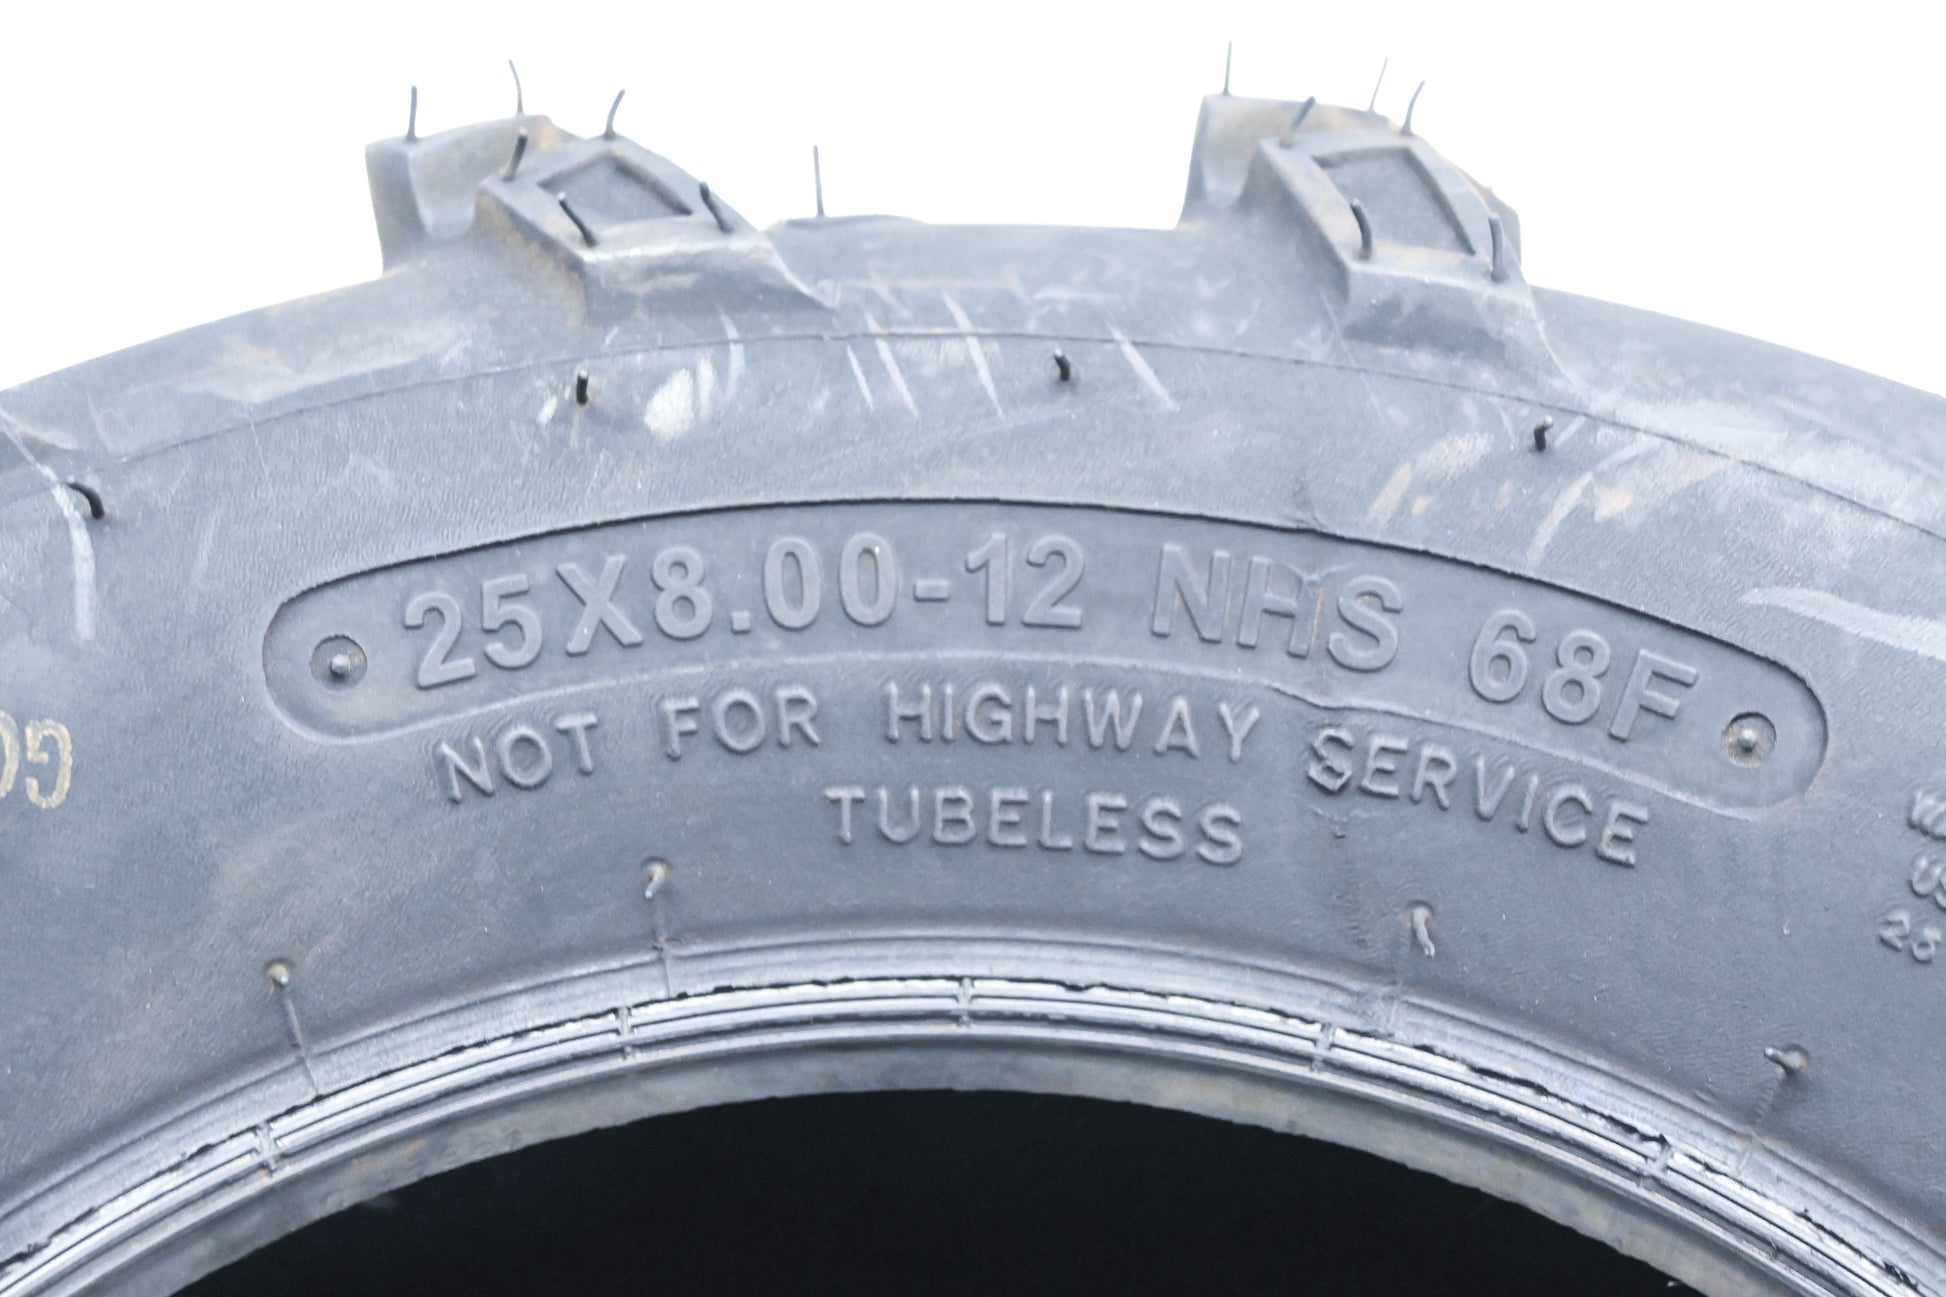 25X8.00-12 NHS 68F
NOT FOR HIGHWAY SERVICE
TUBELESS